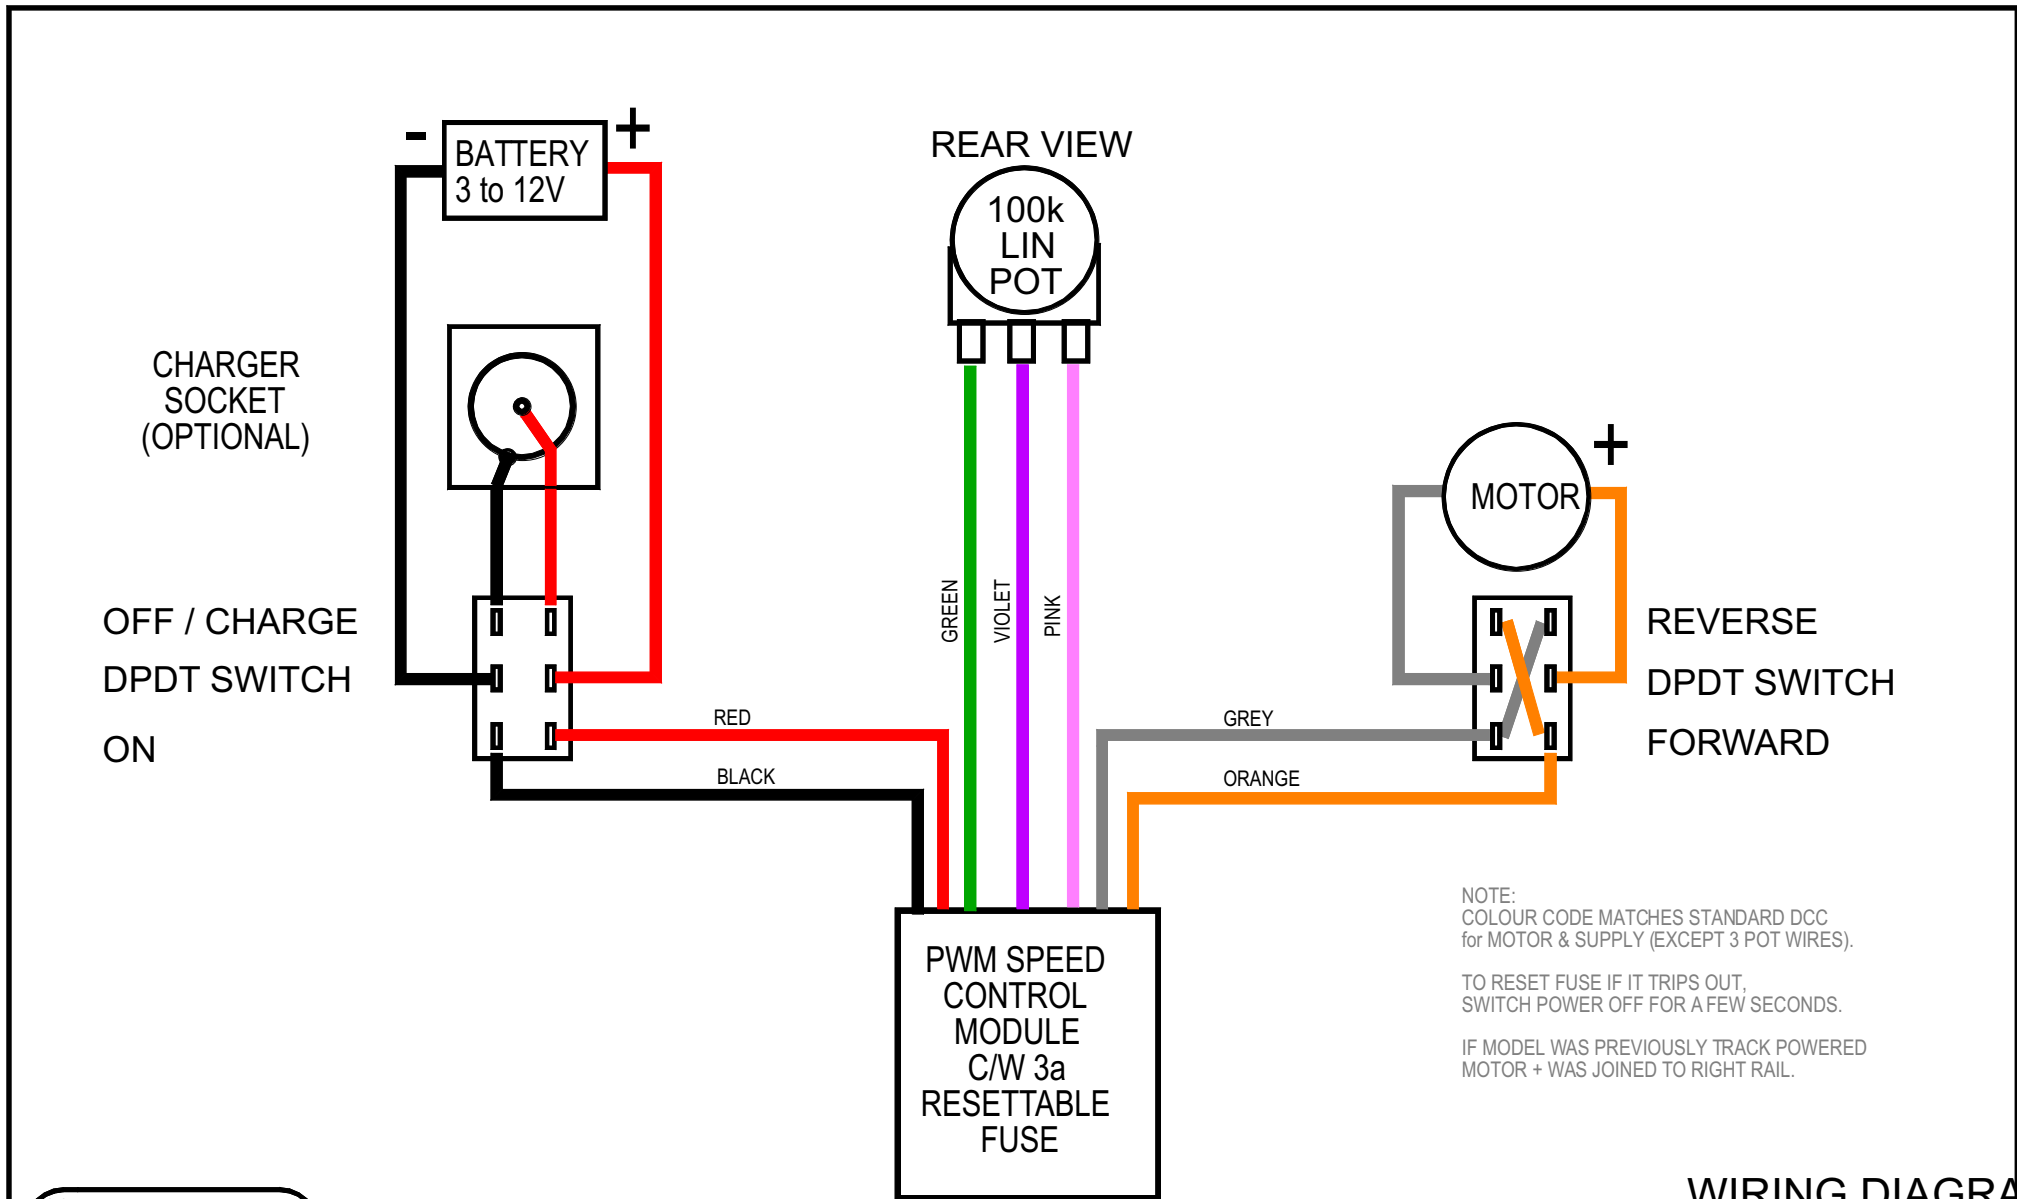 -
+
BATTERY
3 to 12V
REAR VIEW
100k
LIN
POT
CHARGER
SOCKET
(OPTIONAL)
+
MOTOR
GREEN
VIOLET
PINK
OFF / CHARGE
DPDT SWITCH
ON
REVERSE
DPDT SWITCH
FORWARD
RED
BLACK
GREY
ORANGE
PWM SPEED
CONTROL
MODULE
C/W 3a
RESETTABLE
FUSE
NOTE:
COLOUR CODE MATCHES STANDARD DCC
for MOTOR & SUPPLY (EXCEPT 3 POT WIRES).
TO RESET FUSE IF IT TRIPS OUT,
SWITCH POWER OFF FOR A FEW SECONDS.
IF MODEL WAS PREVIOUSLY TRACK POWERED
MOTOR + WAS JOINED TO RIGHT RAIL.
WIRING DIAGRA